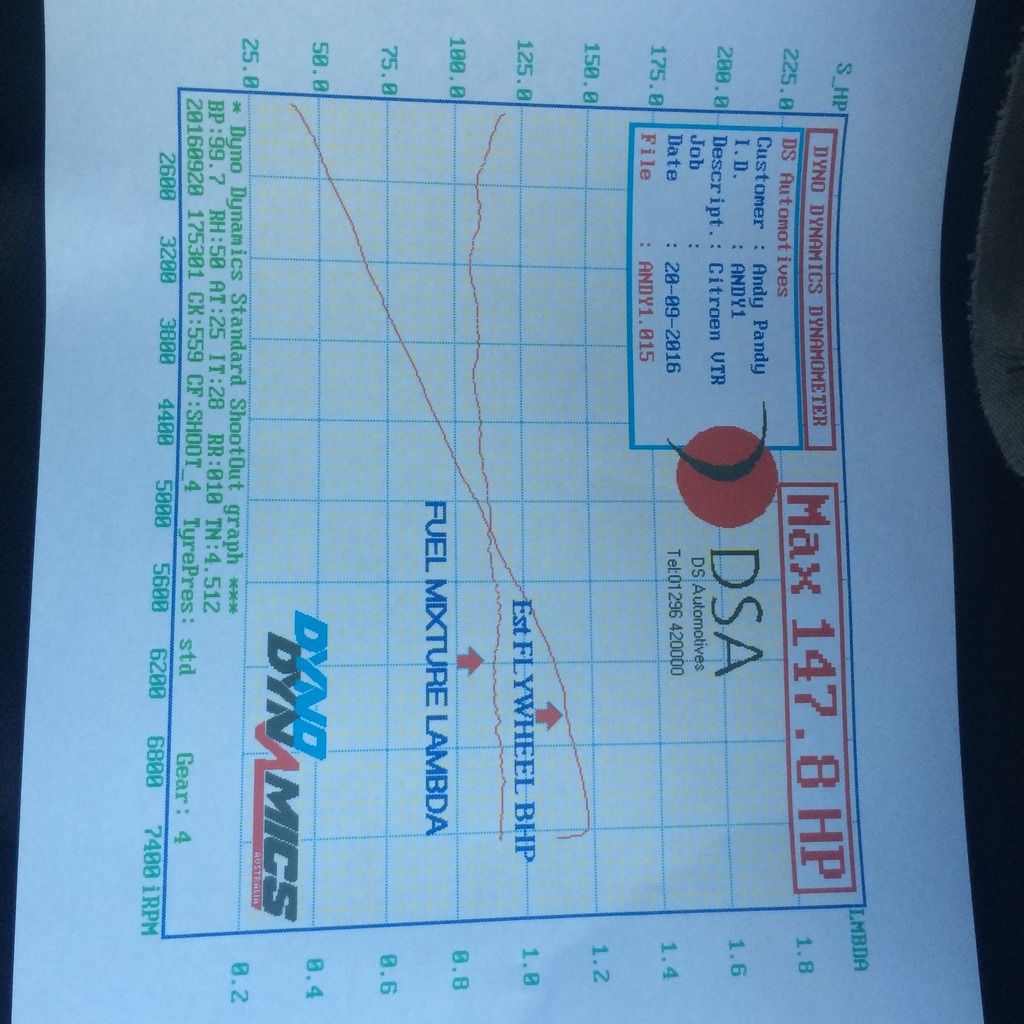 S_HP
LMBDA
DYNO DYNAMICS DYNAMOMETER
Max 147.8 HP
DS Automotives
Customer : Andy Pandy
I.D. : ANDY1
Descript. : Citroen VTR
Job :
Date : 20-09-2016
File : ANDY1.015
DSA
DS Automotives
Tel:01296 420000
225.0
200.0
175.0
150.0
125.0
100.0
75.0
50.0
25.0
1.8
1.6
1.4
1.2
1.0
0.8
0.6
0.4
0.2
Est FLYWHEEL BHP
FUEL MIXTURE LAMBDA
DYNO
DYNAMICS
AUSTRALIA
* Dyno Dynamics Standard ShootOut graph ***
BP:99.7 RH:50 AT:25 IT:28 RR:010 TN:4.512
20160920 175301 CK:559 CF:SHOOT 4 TyrePres: std Gear: 4
2600 3200 3800 4400 5000 5600 6200 6800 7400 iRPM